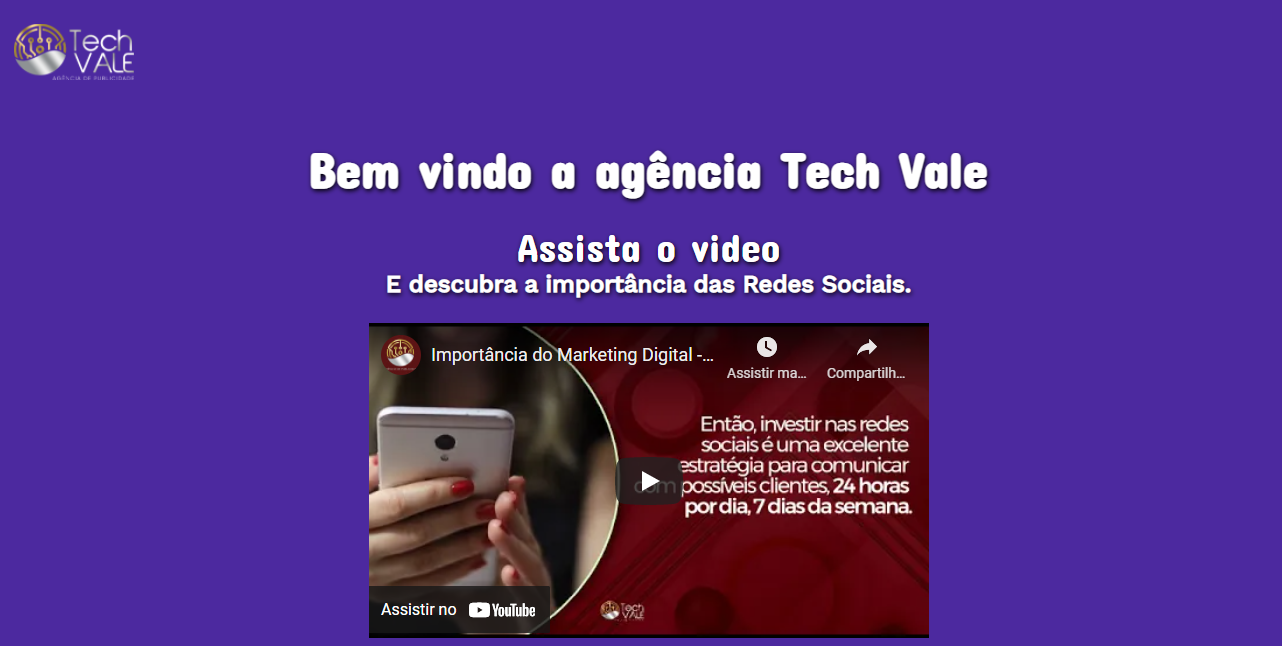 Tech
VALE
AGÊNCIA DE PUBLICIDADE
Bem vindo a agência Tech Vale
Assista o video
E descubra a importância das Redes Sociais.
Importância do Marketing Digital -...
Assistir ma...
Compartilh...
Então, investir nas redes
sociais é uma excelente
estratégia para comunicar
com possíveis clientes, 24 horas
por dia, 7 dias da semana.
Assistir no YouTube
Tech
VALE